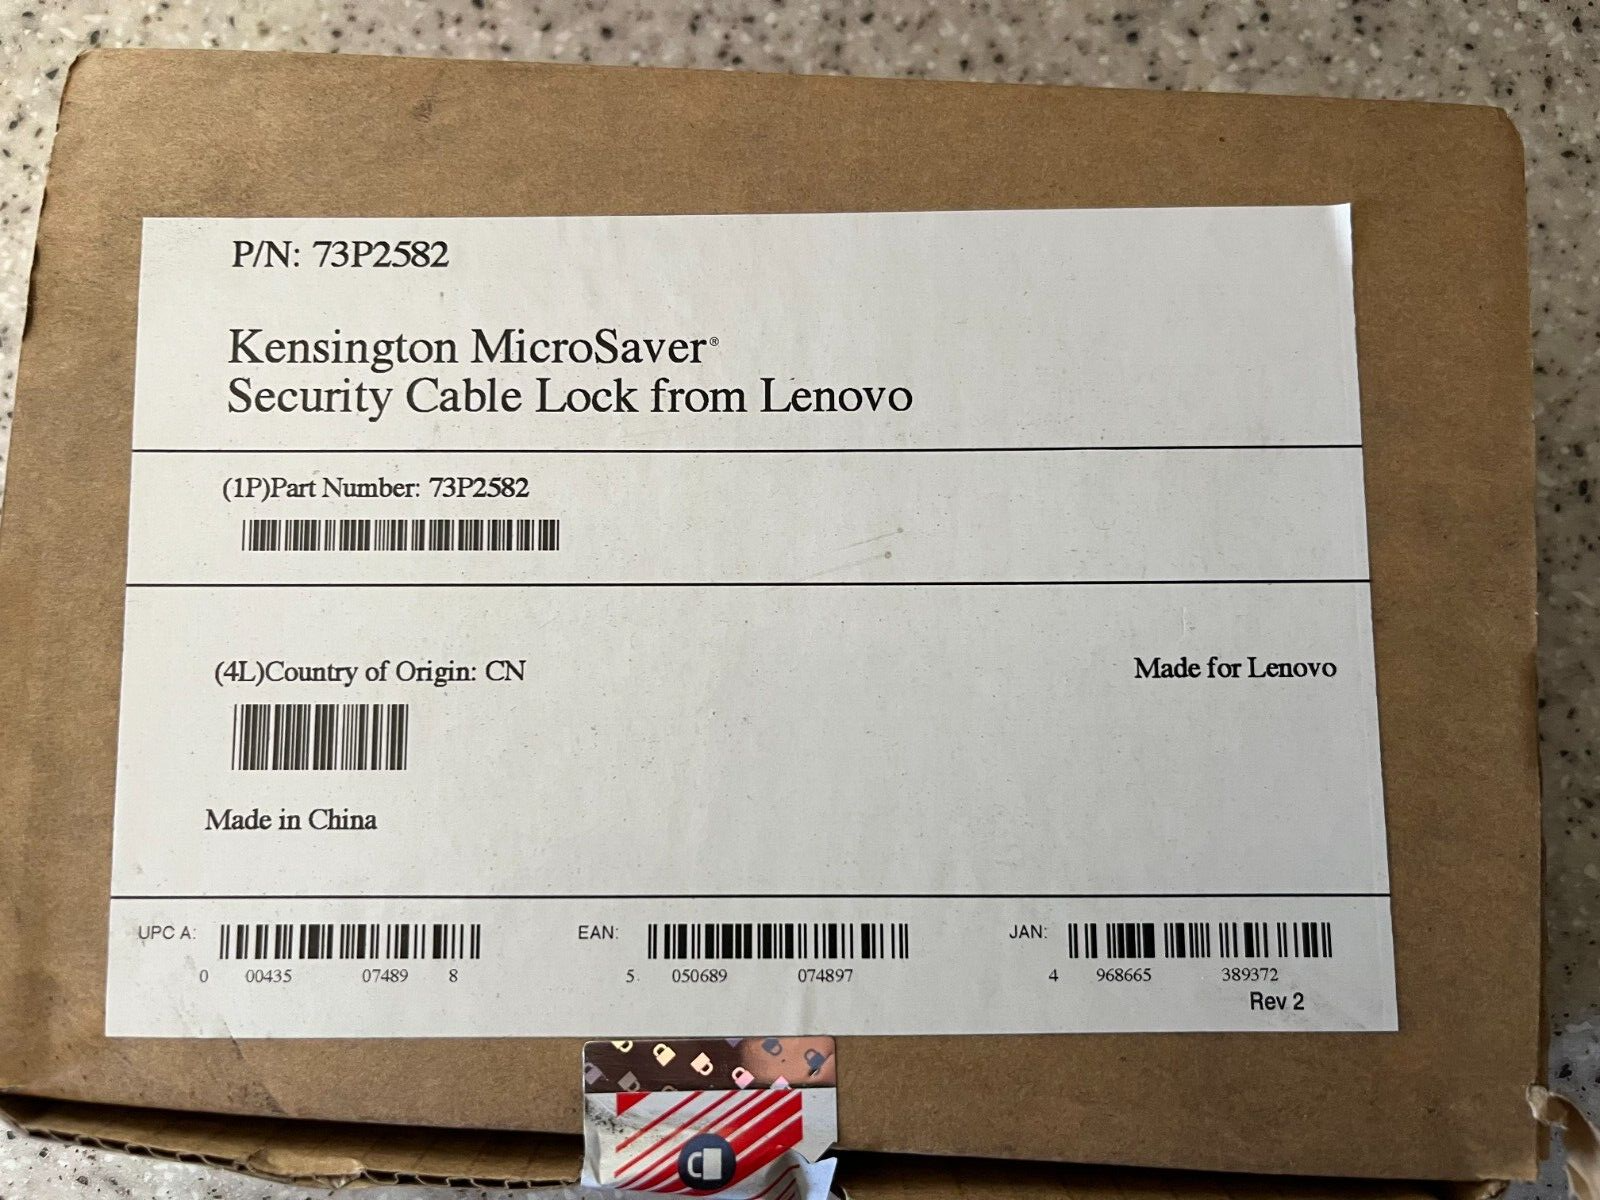 P/N: 73P2582
Kensington MicroSaver®
Security Cable Lock from Lenovo
(1P)Part Number: 73P2582
(4L)Country of Origin: CN
Made for Lenovo
Made in China
UPC A:
0 00435 07489 8
EAN:
5 050689 074897
JAN:
4 968665 389372
Rev 2